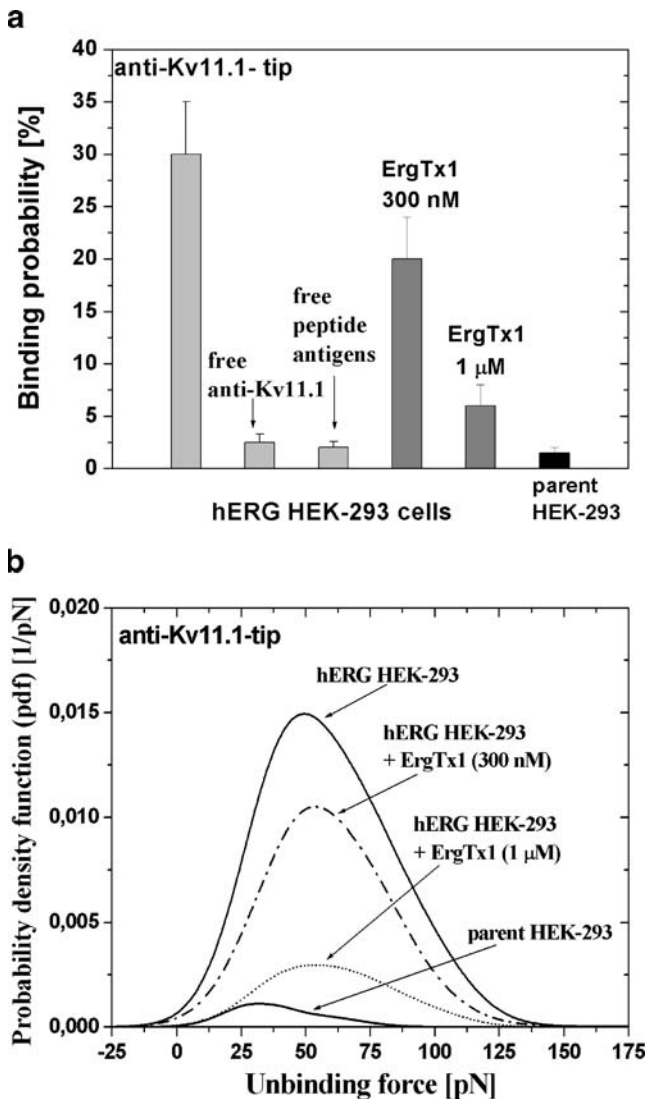 a
anti-Kv11.1- tip
Binding probability [%]
40
35
30
25
20
15
10
5
0
free
anti-Kv11.1
free
peptide
antigens
ErgTx1
300 nM
ErgTx1
1 μM
hERG HEK-293 cells
parent
HEK-293
b
anti-Kv11.1-tip
Probability density function (pdf) [1/pN]
0,020
0,015
0,010
0,005
0,000
hERG HEK-293
hERG HEK-293
+ ErgTx1 (300 nM)
hERG HEK-293
+ ErgTx1 (1 μM)
parent HEK-293
-25 0 25 50 75 100 125 150 175
Unbinding force [pN]